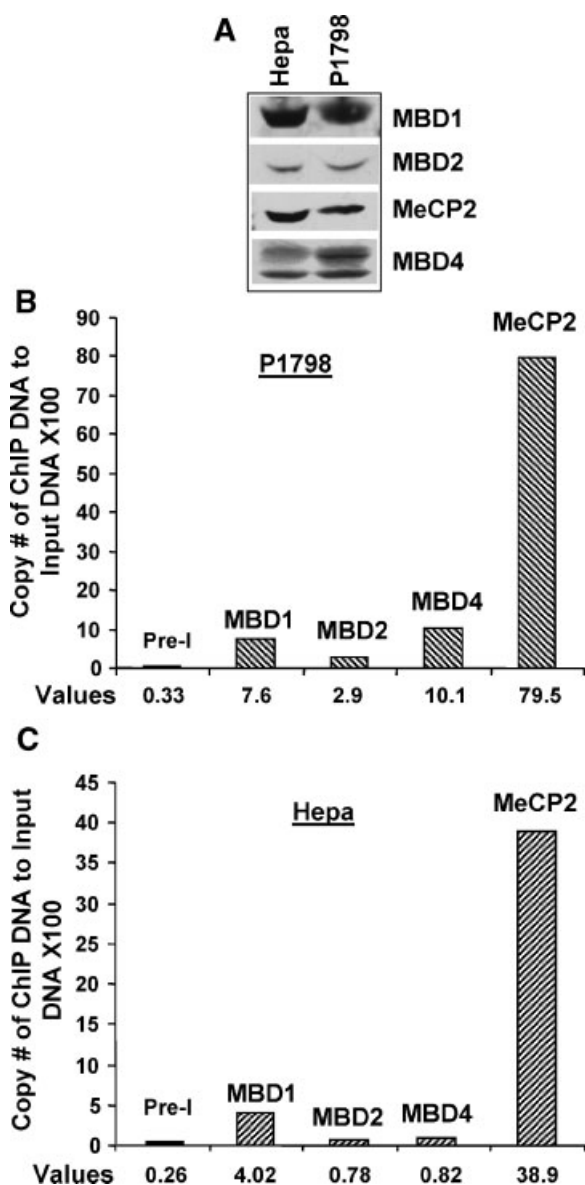 A
Hepa
P1798
MBD1
MBD2
MeCP2
MBD4
B
Copy # of ChIP DNA to
Input DNA X100
90
80
70
60
50
40
30
20
10
0
P1798
Pre-I
MBD1
MBD2
MBD4
MeCP2
Values 0.33 7.6 2.9 10.1 79.5
C
Copy # of ChIP DNA to Input
DNA X100
45
40
35
30
25
20
15
10
5
0
Hepa
Pre-I
MBD1
MBD2
MBD4
MeCP2
Values 0.26 4.02 0.78 0.82 38.9